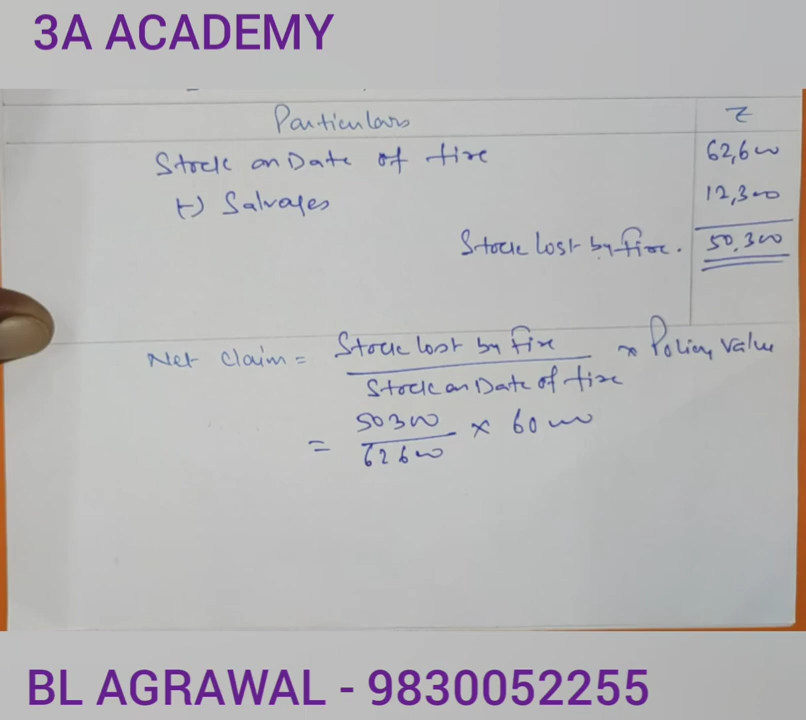 3A ACADEMY
Particulars ₹
Stock on Date of fire 62,600
(-) Salvages 12,300
Stock lost by fire. 50,300
Net Claim = Stock lost by fire / Stock on Date of fire × Policy Value
= 50300 / 62600 × 60000
BL AGRAWAL - 9830052255